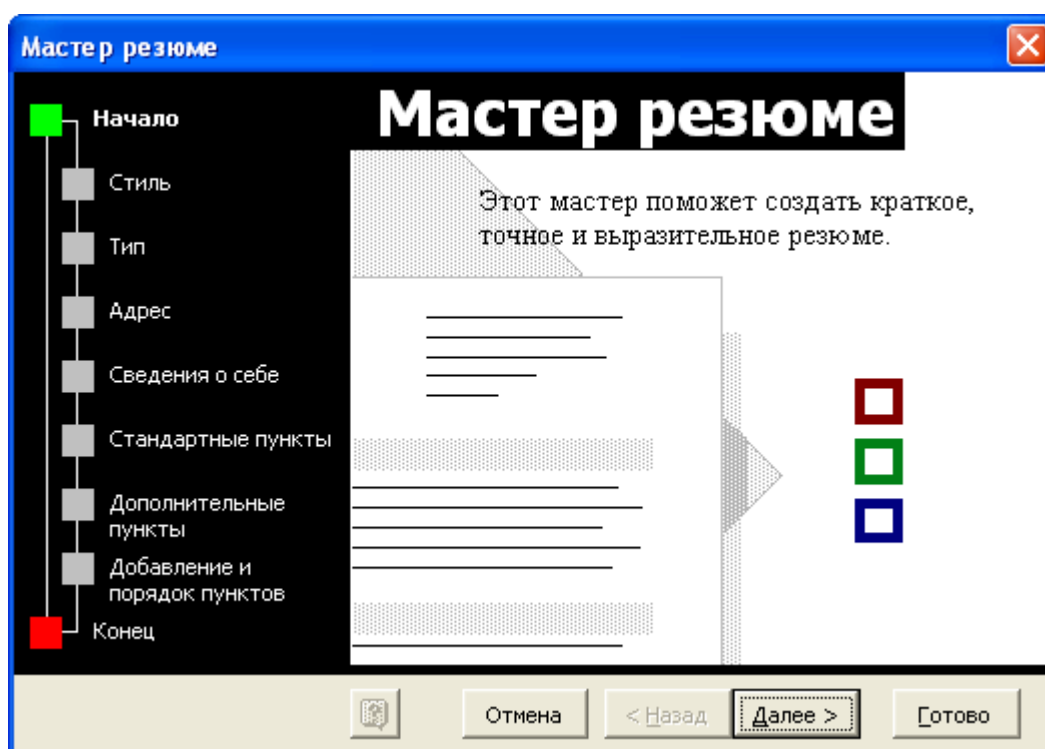 Мастер резюме
Начало
Стиль
Тип
Адрес
Сведения о себе
Стандартные пункты
Дополнительные
пункты
Добавление и
порядок пунктов
Конец
Мастер резюме
Этот мастер поможет создать краткое,
точное и выразительное резюме.
Отмена
< Назад
Далее >
Готово